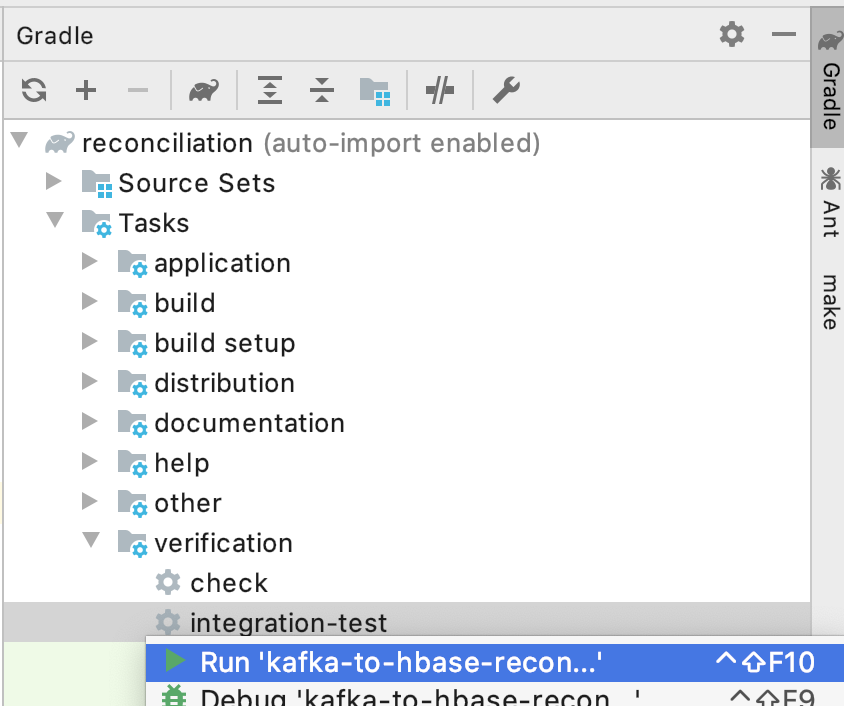 Gradle
reconciliation (auto-import enabled)
Source Sets
Tasks
application
build
build setup
distribution
documentation
help
other
verification
check
integration-test
Run 'kafka-to-hbase-recon...' ^⇧F10
Debug 'kafka-to-hbase-recon...' ^⇧F9
Gradle
Ant
make